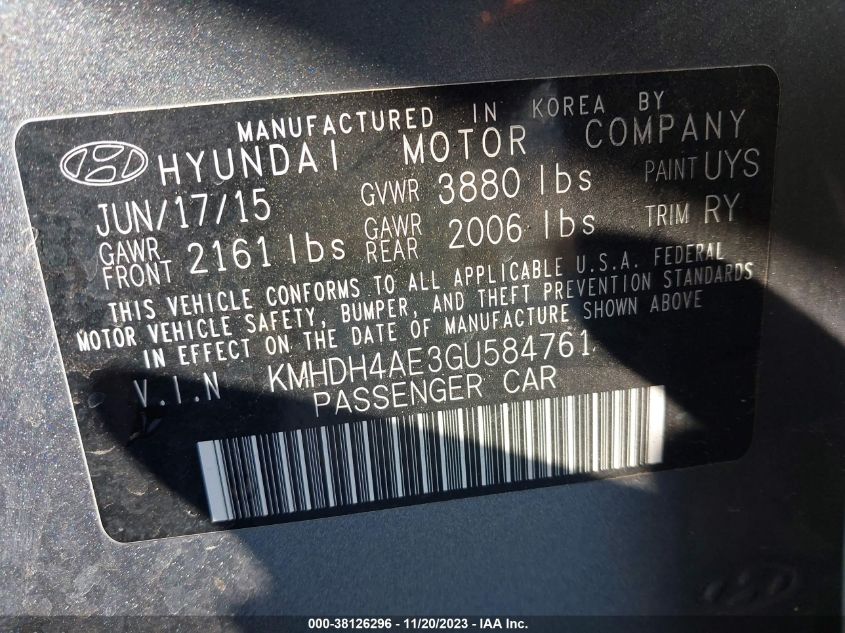 MANUFACTURED IN KOREA BY
HYUNDAI MOTOR COMPANY
JUN/17/15 GVWR 3880 lbs PAINT UYS
GAWR FRONT 2161 lbs GAWR REAR 2006 lbs TRIM RY
THIS VEHICLE CONFORMS TO ALL APPLICABLE U.S.A. FEDERAL
MOTOR VEHICLE SAFETY, BUMPER, AND THEFT PREVENTION STANDARDS
IN EFFECT ON THE DATE OF MANUFACTURE SHOWN ABOVE
V.I.N KMHDH4AE3GU584761
PASSENGER CAR
000-38126296 - 11/20/2023 - IAA Inc.